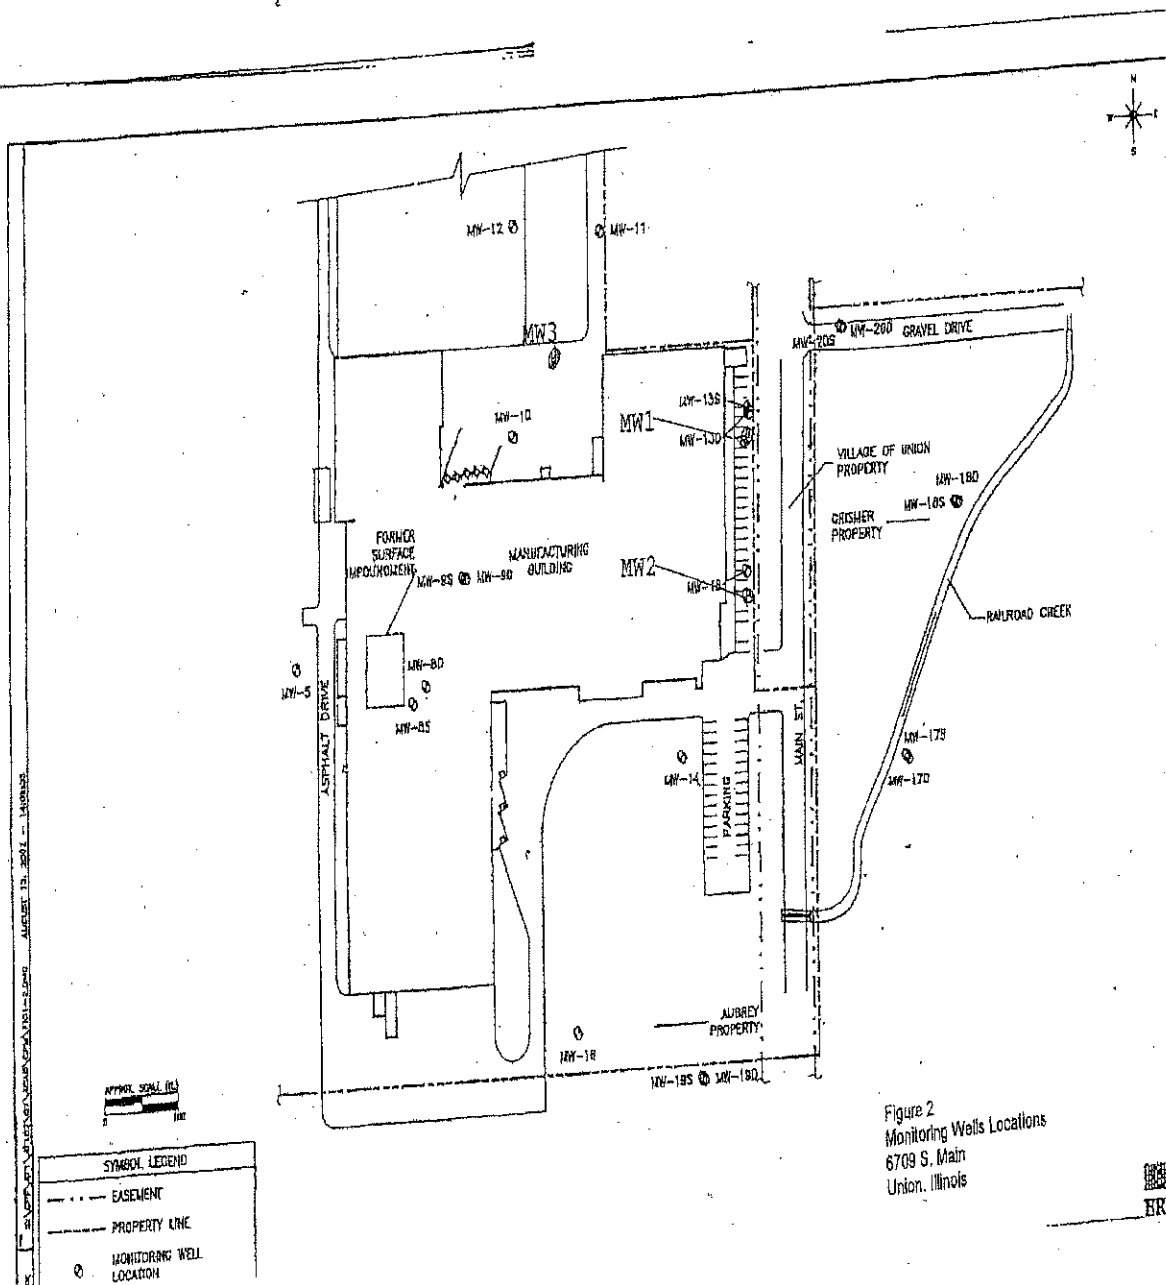 N
W
E
S
MW-12
MW-11
MW3
MW-20S
MW-20D
GRAVEL DRIVE
MW-10
MW-13S
MW1
MW-13D
VILLAGE OF UNION
PROPERTY
MW-18D
MW-18S
GRISMER
PROPERTY
FORMER
SURFACE
IMPOUNDMENT
MW-9S
MW-9D
MANUFACTURING
BUILDING
MW2
RAILROAD CREEK
MW-8D
MW-5
MW-8S
ASPHALT DRIVE
MAIN ST.
MW-17S
MW-17D
MW-14
PARKING
AUBREY
PROPERTY
MW-16
MW-19S
MW-19D
APPROX. SCALE (ft.)
0
100
SYMBOL LEGEND
EASEMENT
PROPERTY LINE
MONITORING WELL
LOCATION
Figure 2
Monitoring Wells Locations
6709 S. Main
Union, Illinois